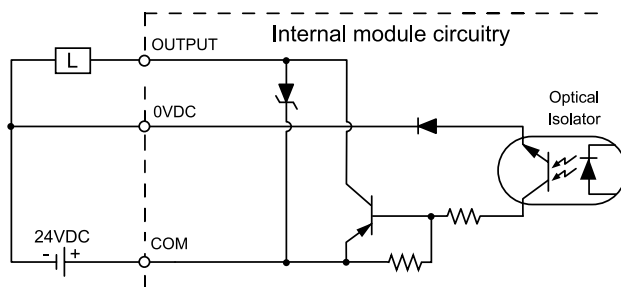 Internal module circuitry
OUTPUT
L
0VDC
Optical
Isolator
24VDC
COM
- +